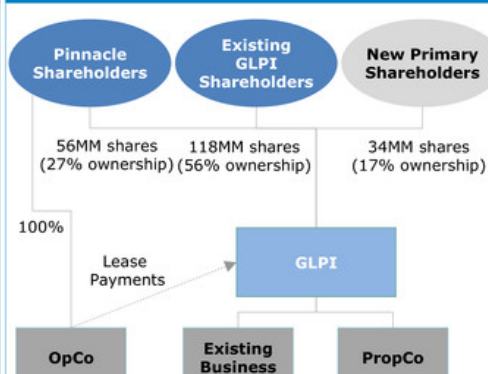 Pinnacle
Shareholders
Existing
GLPI
Shareholders
New Primary
Shareholders
56MM shares
(27% ownership)
118MM shares
(56% ownership)
34MM shares
(17% ownership)
100%
Lease
Payments
GLPI
OpCo
Existing
Business
PropCo